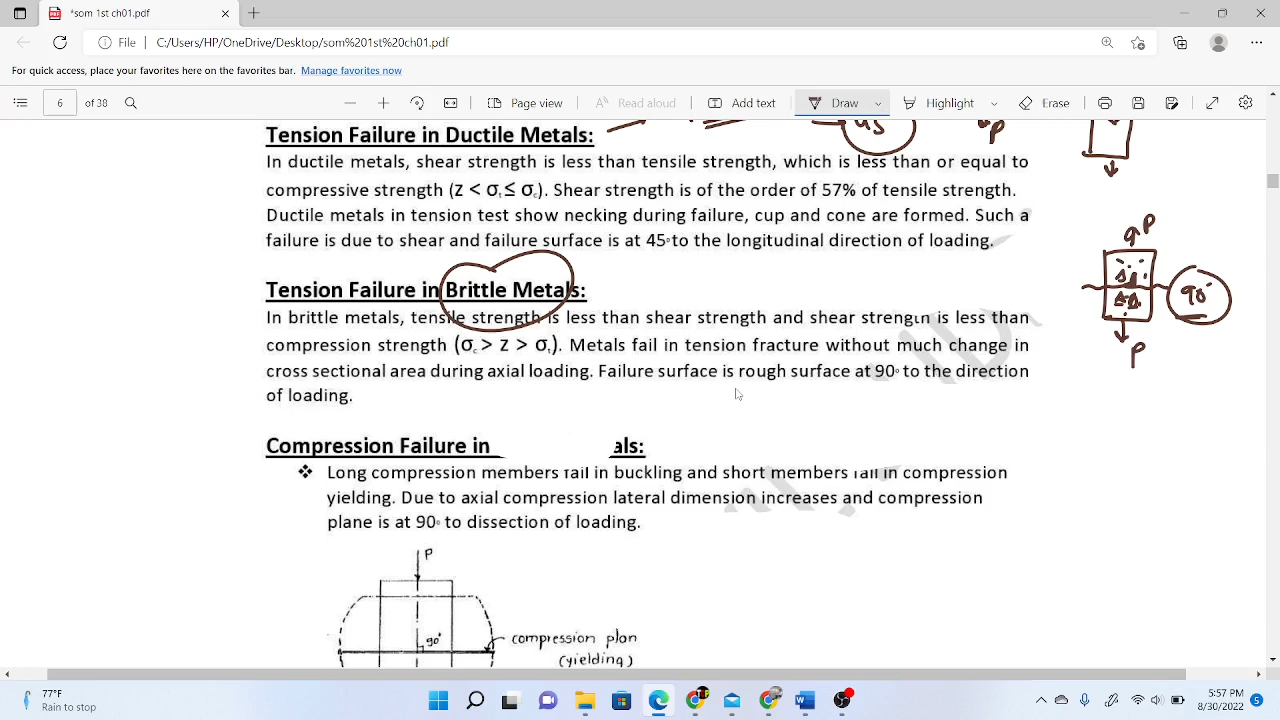 *som 1st ch01.pdf
File C:/Users/HP/OneDrive/Desktop/som%201st%20ch01.pdf
For quick access, place your favorites here on the favorites bar. Manage favorites now
6 of 38 Page view Read aloud Add text Draw Highlight Erase
Tension Failure in Ductile Metals:
45
P
In ductile metals, shear strength is less than tensile strength, which is less than or equal to
compressive strength (z < σt ≤ σc). Shear strength is of the order of 57% of tensile strength.
Ductile metals in tension test show necking during failure, cup and cone are formed. Such a
failure is due to shear and failure surface is at 45° to the longitudinal direction of loading.
P
90°
P
Tension Failure in Brittle Metals:
In brittle metals, tensile strength is less than shear strength and shear strength is less than
compression strength (σc > z > σt). Metals fail in tension fracture without much change in
cross sectional area during axial loading. Failure surface is rough surface at 90° to the direction
of loading.
Compression Failure in als:
❖ Long compression members fail in buckling and short members fail in compression
yielding. Due to axial compression lateral dimension increases and compression
plane is at 90° to dissection of loading.
P
90°
compression plan
(yielding)
77°F
Rain to stop
5:57 PM
8/30/2022
5